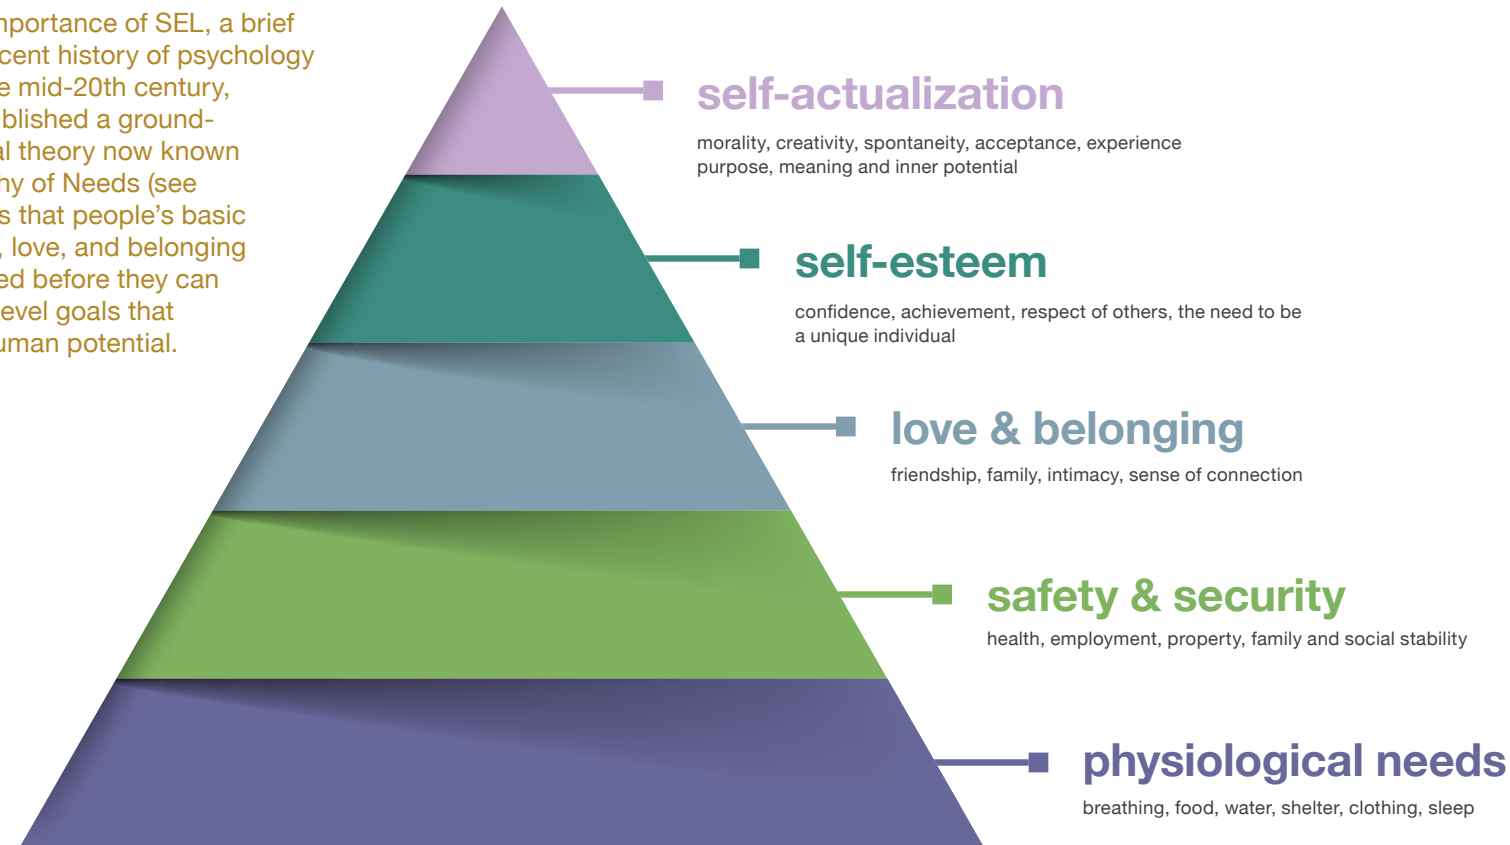 mportance of SEL, a brief
cent history of psychology
e mid-20th century,
blished a ground-
al theory now known
hy of Needs (see
s that people’s basic
, love, and belonging
ed before they can
evel goals that
uman potential.
self-actualization
morality, creativity, spontaneity, acceptance, experience
purpose, meaning and inner potential
self-esteem
confidence, achievement, respect of others, the need to be
a unique individual
love & belonging
friendship, family, intimacy, sense of connection
safety & security
health, employment, property, family and social stability
physiological needs
breathing, food, water, shelter, clothing, sleep